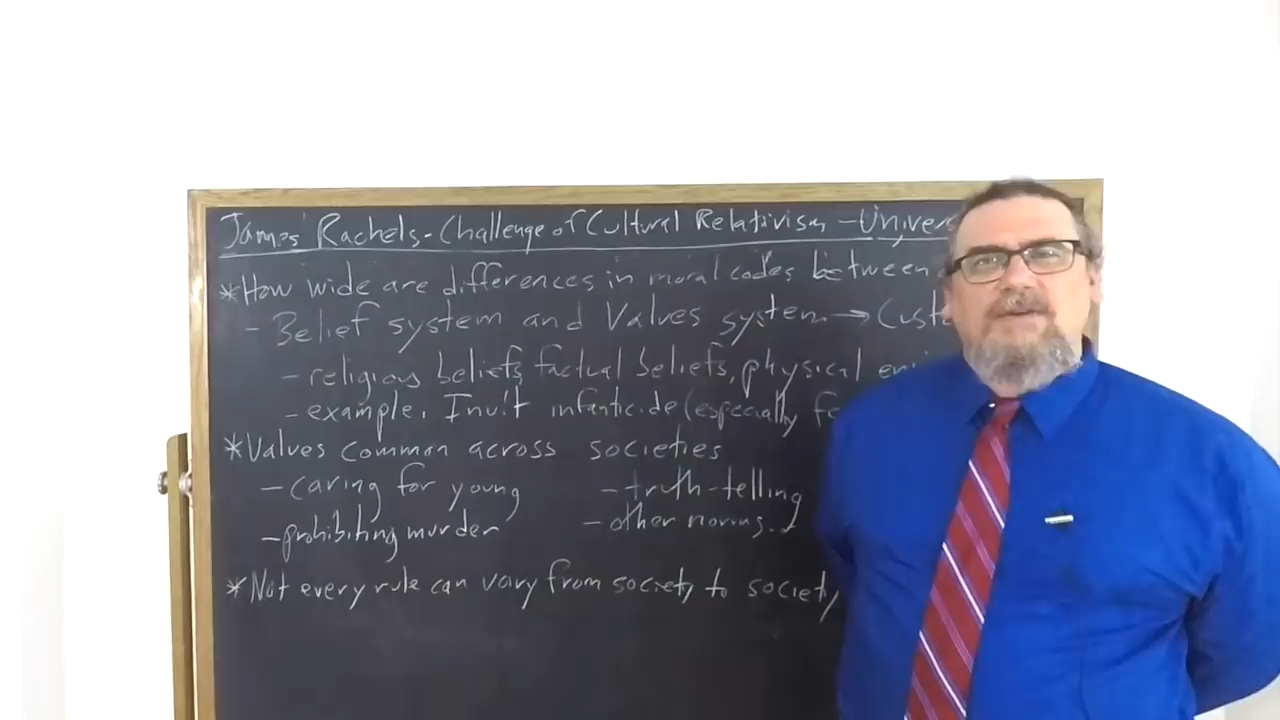 James Rachels - Challenge of Cultural Relativism - Univers
* How wide are differences in moral codes between
- Belief system and Values system → Cust
- religious beliefs, factual beliefs, physical env
- example. Inuit infanticide (especially fe
* Values common across societies
- caring for young - truth-telling
- prohibiting murder - other norms..
* Not every rule can vary from society to society